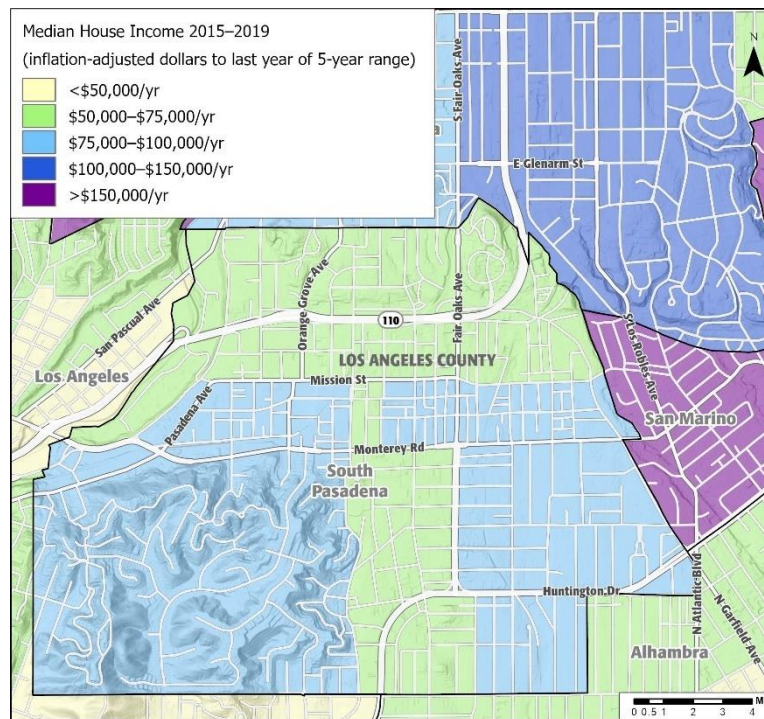 Median House Income 2015–2019
(inflation-adjusted dollars to last year of 5-year range)
<$50,000/yr
$50,000–$75,000/yr
$75,000–$100,000/yr
$100,000–$150,000/yr
>$150,000/yr
S Fair Oaks Ave
N
E Glenarm St
San Pascual Ave
Orange Grove Ave
Fair Oaks Ave
110
S Los Robles Ave
Los Angeles
LOS ANGELES COUNTY
Mission St
Pasadena Ave
San Marino
Monterey Rd
South
Pasadena
Huntington Dr
N Atlantic Blvd
N Garfield Ave
Alhambra
0 0.5 1 2 3 4